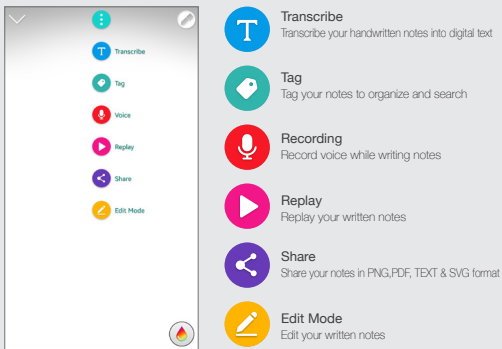 T Transcribe
Tag
Voice
Replay
Share
Edit Mode
T
Transcribe
Transcribe your handwritten notes into digital text
Tag
Tag your notes to organize and search
Recording
Record voice while writing notes
Replay
Replay your written notes
Share
Share your notes in PNG,PDF, TEXT & SVG format
Edit Mode
Edit your written notes